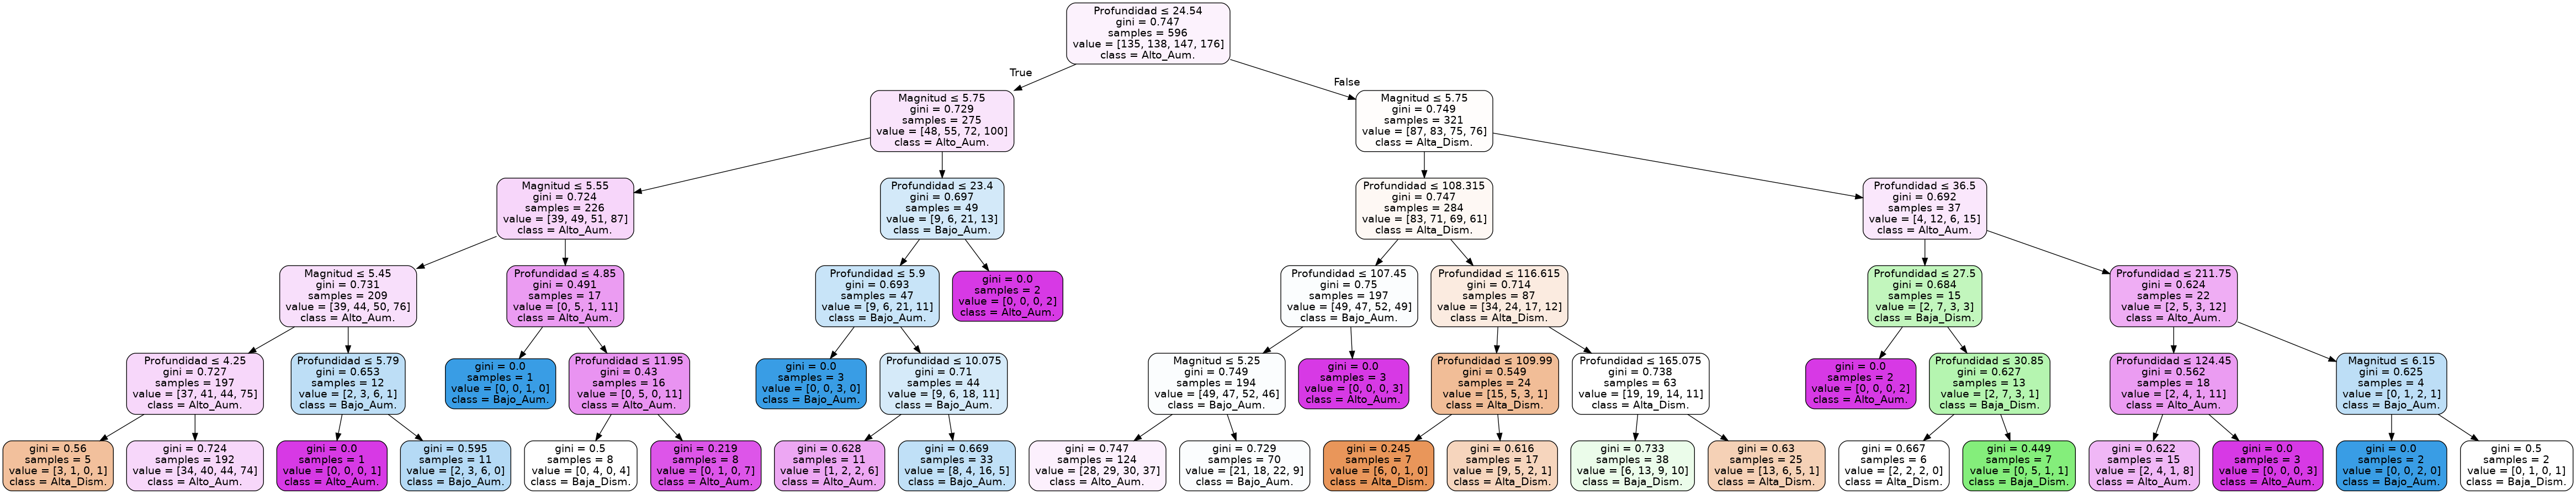 Profundidad ≤ 24.54
gini = 0.747
samples = 596
value = [135, 138, 147, 176]
class = Alto_Aum.
True
False
Magnitud ≤ 5.75
gini = 0.729
samples = 275
value = [48, 55, 72, 100]
class = Alto_Aum.
Magnitud ≤ 5.75
gini = 0.749
samples = 321
value = [87, 83, 75, 76]
class = Alta_Dism.
Magnitud ≤ 5.55
gini = 0.724
samples = 226
value = [39, 49, 51, 87]
class = Alto_Aum.
Profundidad ≤ 23.4
gini = 0.697
samples = 49
value = [9, 6, 21, 13]
class = Bajo_Aum.
Profundidad ≤ 108.315
gini = 0.747
samples = 284
value = [83, 71, 69, 61]
class = Alta_Dism.
Profundidad ≤ 36.5
gini = 0.692
samples = 37
value = [4, 12, 6, 15]
class = Alto_Aum.
Magnitud ≤ 5.45
gini = 0.731
samples = 209
value = [39, 44, 50, 76]
class = Alto_Aum.
Profundidad ≤ 4.85
gini = 0.491
samples = 17
value = [0, 5, 1, 11]
class = Alto_Aum.
Profundidad ≤ 5.9
gini = 0.693
samples = 47
value = [9, 6, 21, 11]
class = Bajo_Aum.
gini = 0.0
samples = 2
value = [0, 0, 0, 2]
class = Alto_Aum.
Profundidad ≤ 107.45
gini = 0.75
samples = 197
value = [49, 47, 52, 49]
class = Bajo_Aum.
Profundidad ≤ 116.615
gini = 0.714
samples = 87
value = [34, 24, 17, 12]
class = Alta_Dism.
Profundidad ≤ 27.5
gini = 0.684
samples = 15
value = [2, 7, 3, 3]
class = Baja_Dism.
Profundidad ≤ 211.75
gini = 0.624
samples = 22
value = [2, 5, 3, 12]
class = Alto_Aum.
Profundidad ≤ 4.25
gini = 0.727
samples = 197
value = [37, 41, 44, 75]
class = Alto_Aum.
Profundidad ≤ 5.79
gini = 0.653
samples = 12
value = [2, 3, 6, 1]
class = Bajo_Aum.
gini = 0.0
samples = 1
value = [0, 0, 1, 0]
class = Bajo_Aum.
Profundidad ≤ 11.95
gini = 0.43
samples = 16
value = [0, 5, 0, 11]
class = Alto_Aum.
gini = 0.0
samples = 3
value = [0, 0, 3, 0]
class = Bajo_Aum.
Profundidad ≤ 10.075
gini = 0.71
samples = 44
value = [9, 6, 18, 11]
class = Bajo_Aum.
Magnitud ≤ 5.25
gini = 0.749
samples = 194
value = [49, 47, 52, 46]
class = Bajo_Aum.
gini = 0.0
samples = 3
value = [0, 0, 0, 3]
class = Alto_Aum.
Profundidad ≤ 109.99
gini = 0.549
samples = 24
value = [15, 5, 3, 1]
class = Alta_Dism.
Profundidad ≤ 165.075
gini = 0.738
samples = 63
value = [19, 19, 14, 11]
class = Alta_Dism.
gini = 0.0
samples = 2
value = [0, 0, 0, 2]
class = Alto_Aum.
Profundidad ≤ 30.85
gini = 0.627
samples = 13
value = [2, 7, 3, 1]
class = Baja_Dism.
Profundidad ≤ 124.45
gini = 0.562
samples = 18
value = [2, 4, 1, 11]
class = Alto_Aum.
Magnitud ≤ 6.15
gini = 0.625
samples = 4
value = [0, 1, 2, 1]
class = Bajo_Aum.
gini = 0.56
samples = 5
value = [3, 1, 0, 1]
class = Alta_Dism.
gini = 0.724
samples = 192
value = [34, 40, 44, 74]
class = Alto_Aum.
gini = 0.0
samples = 1
value = [0, 0, 0, 1]
class = Alto_Aum.
gini = 0.595
samples = 11
value = [2, 3, 6, 0]
class = Bajo_Aum.
gini = 0.5
samples = 8
value = [0, 4, 0, 4]
class = Baja_Dism.
gini = 0.219
samples = 8
value = [0, 1, 0, 7]
class = Alto_Aum.
gini = 0.628
samples = 11
value = [1, 2, 2, 6]
class = Alto_Aum.
gini = 0.669
samples = 33
value = [8, 4, 16, 5]
class = Bajo_Aum.
gini = 0.747
samples = 124
value = [28, 29, 30, 37]
class = Alto_Aum.
gini = 0.729
samples = 70
value = [21, 18, 22, 9]
class = Bajo_Aum.
gini = 0.245
samples = 7
value = [6, 0, 1, 0]
class = Alta_Dism.
gini = 0.616
samples = 17
value = [9, 5, 2, 1]
class = Alta_Dism.
gini = 0.733
samples = 38
value = [6, 13, 9, 10]
class = Baja_Dism.
gini = 0.63
samples = 25
value = [13, 6, 5, 1]
class = Alta_Dism.
gini = 0.667
samples = 6
value = [2, 2, 2, 0]
class = Alta_Dism.
gini = 0.449
samples = 7
value = [0, 5, 1, 1]
class = Baja_Dism.
gini = 0.622
samples = 15
value = [2, 4, 1, 8]
class = Alto_Aum.
gini = 0.0
samples = 3
value = [0, 0, 0, 3]
class = Alto_Aum.
gini = 0.0
samples = 2
value = [0, 0, 2, 0]
class = Bajo_Aum.
gini = 0.5
samples = 2
value = [0, 1, 0, 1]
class = Baja_Dism.